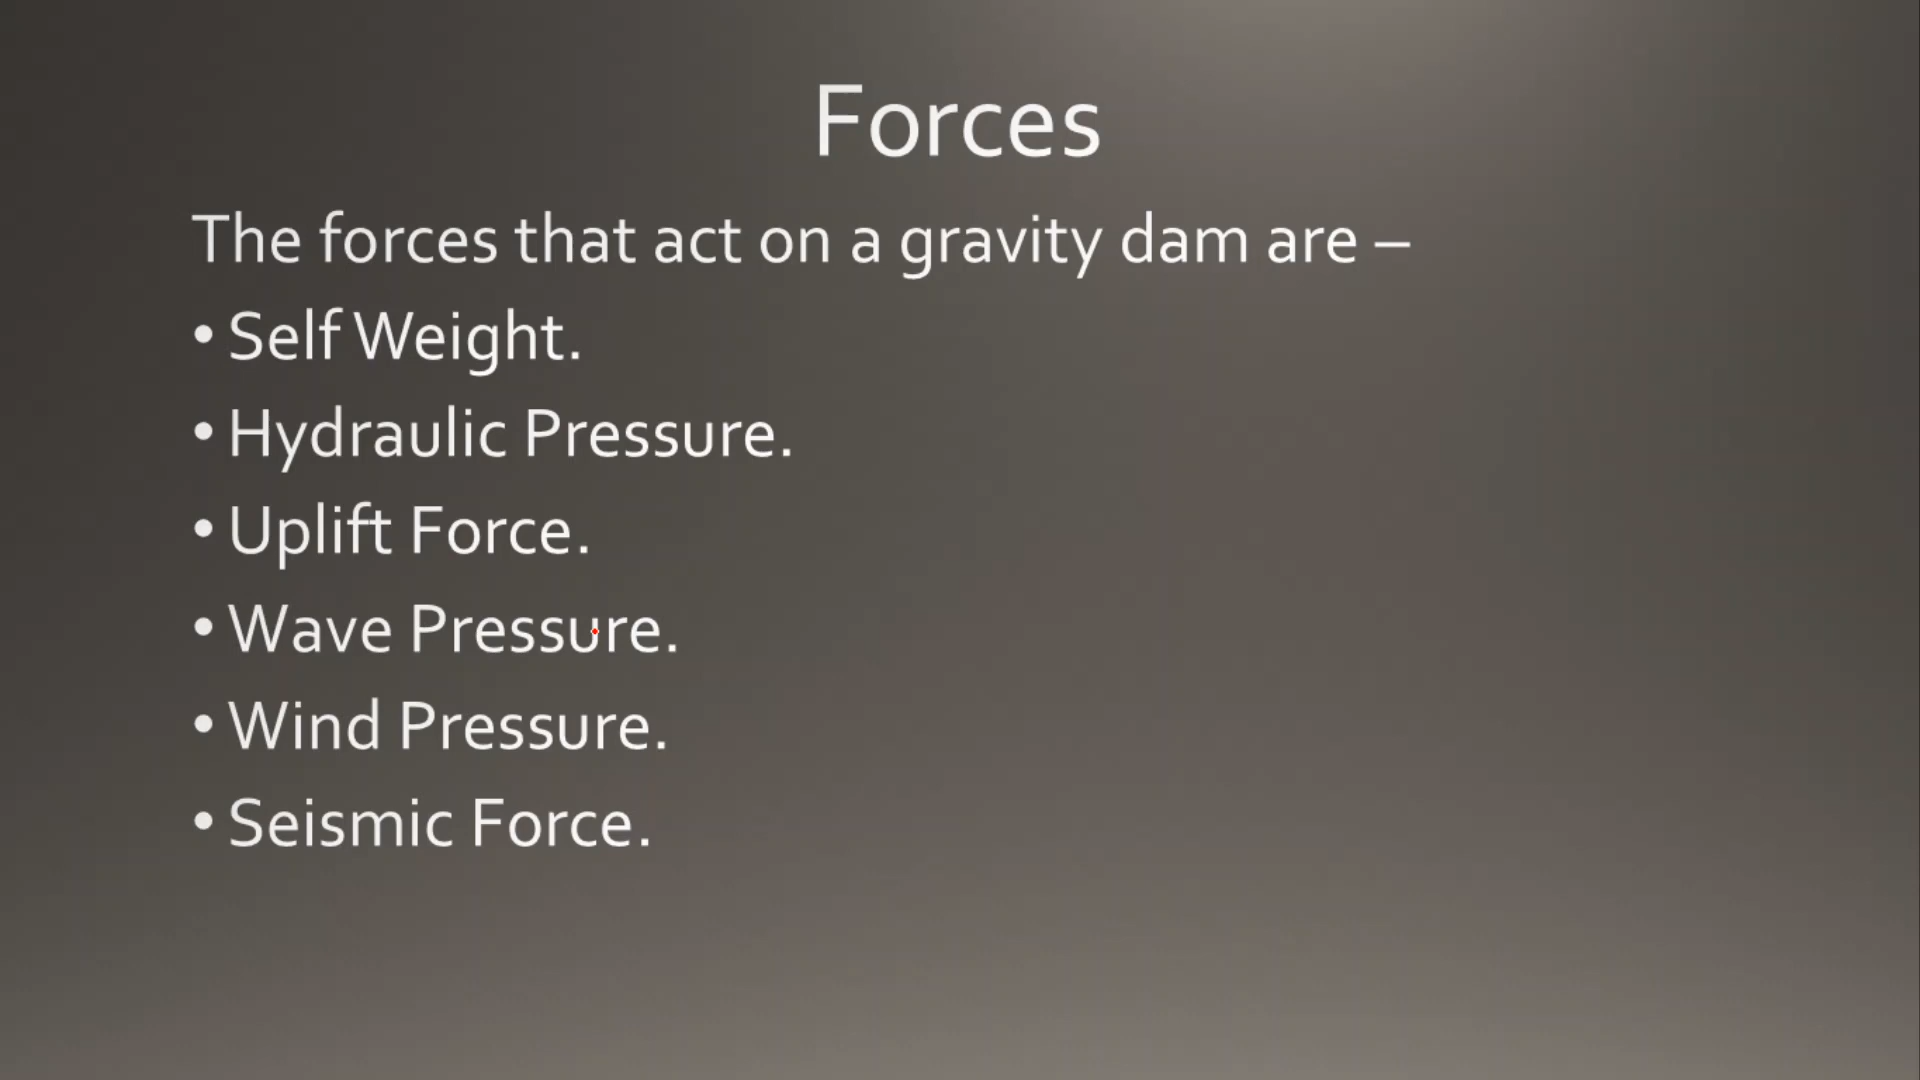 Forces
The forces that act on a gravity dam are –
• Self Weight.
• Hydraulic Pressure.
• Uplift Force.
• Wave Pressure.
• Wind Pressure.
• Seismic Force.